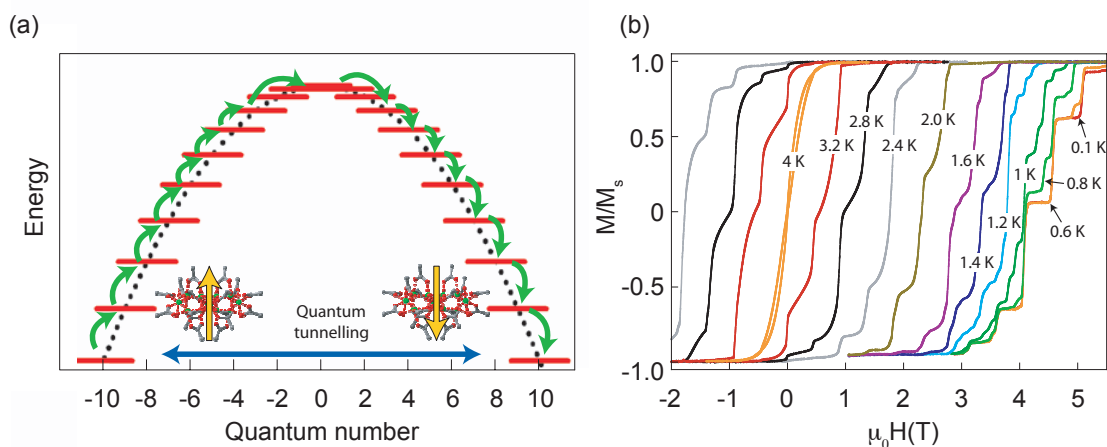 (a)
Energy
Quantum
tunnelling
-10 -8 -6 -4 -2 0 2 4 6 8 10
Quantum number
(b)
M/Ms
1.0
0.5
0
-0.5
-1.0
4 K
3.2 K
2.8 K
2.4 K
2.0 K
1.6 K
1.4 K
1.2 K
1 K
0.1 K
0.8 K
0.6 K
-2 -1 0 1 2 3 4 5
μ0H(T)